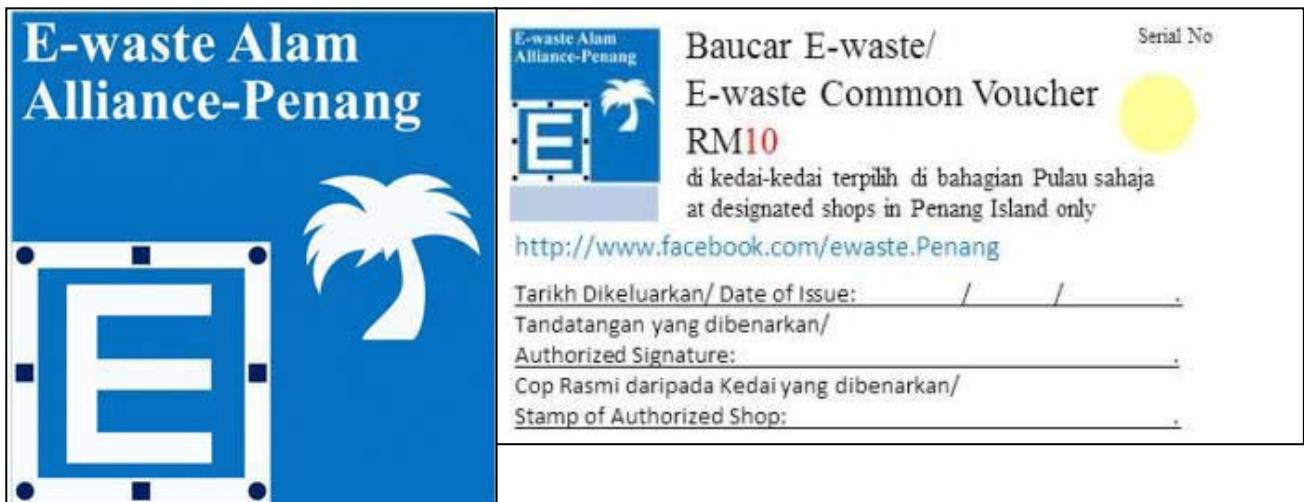 E-waste Alam
Alliance-Penang
E
E-waste Alam
Alliance-Penang
E
Baucar E-waste/
E-waste Common Voucher
RM10
Serial No
di kedai-kedai terpilih di bahagian Pulau sahaja
at designated shops in Penang Island only
http://www.facebook.com/ewaste.Penang
Tarikh Dikeluarkan/ Date of Issue: / / .
Tandatangan yang dibenarkan/
Authorized Signature: .
Cop Rasmi daripada Kedai yang dibenarkan/
Stamp of Authorized Shop: .